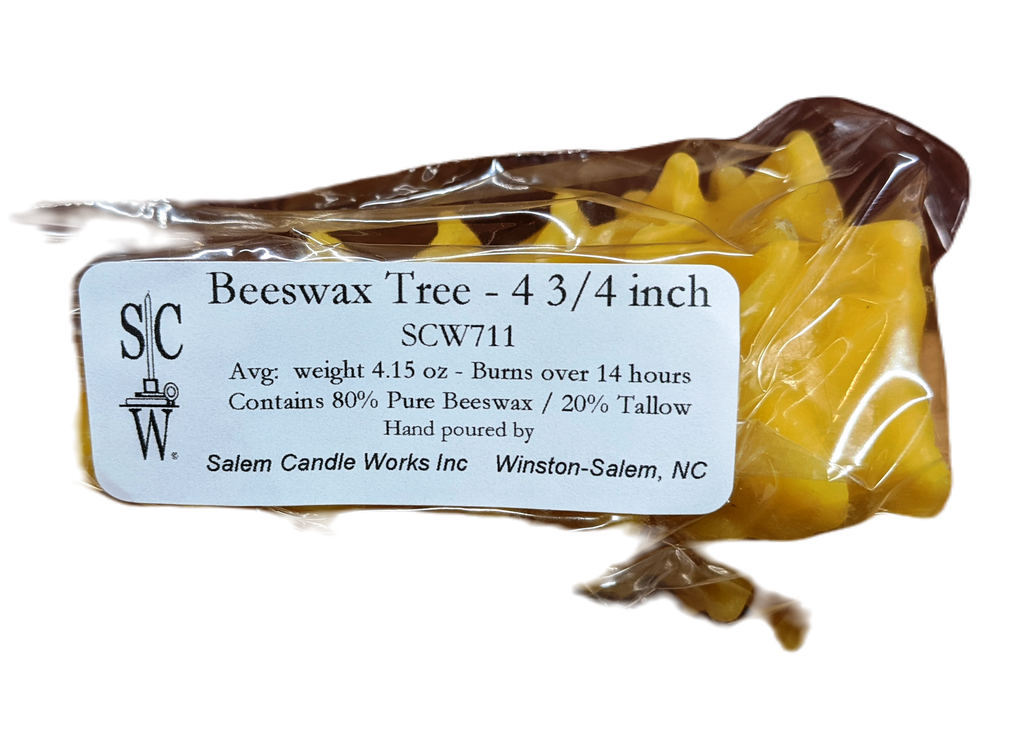 SC
W
©
Beeswax Tree - 4 3/4 inch
SCW711
Avg: weight 4.15 oz - Burns over 14 hours
Contains 80% Pure Beeswax / 20% Tallow
Hand poured by
Salem Candle Works Inc Winston-Salem, NC